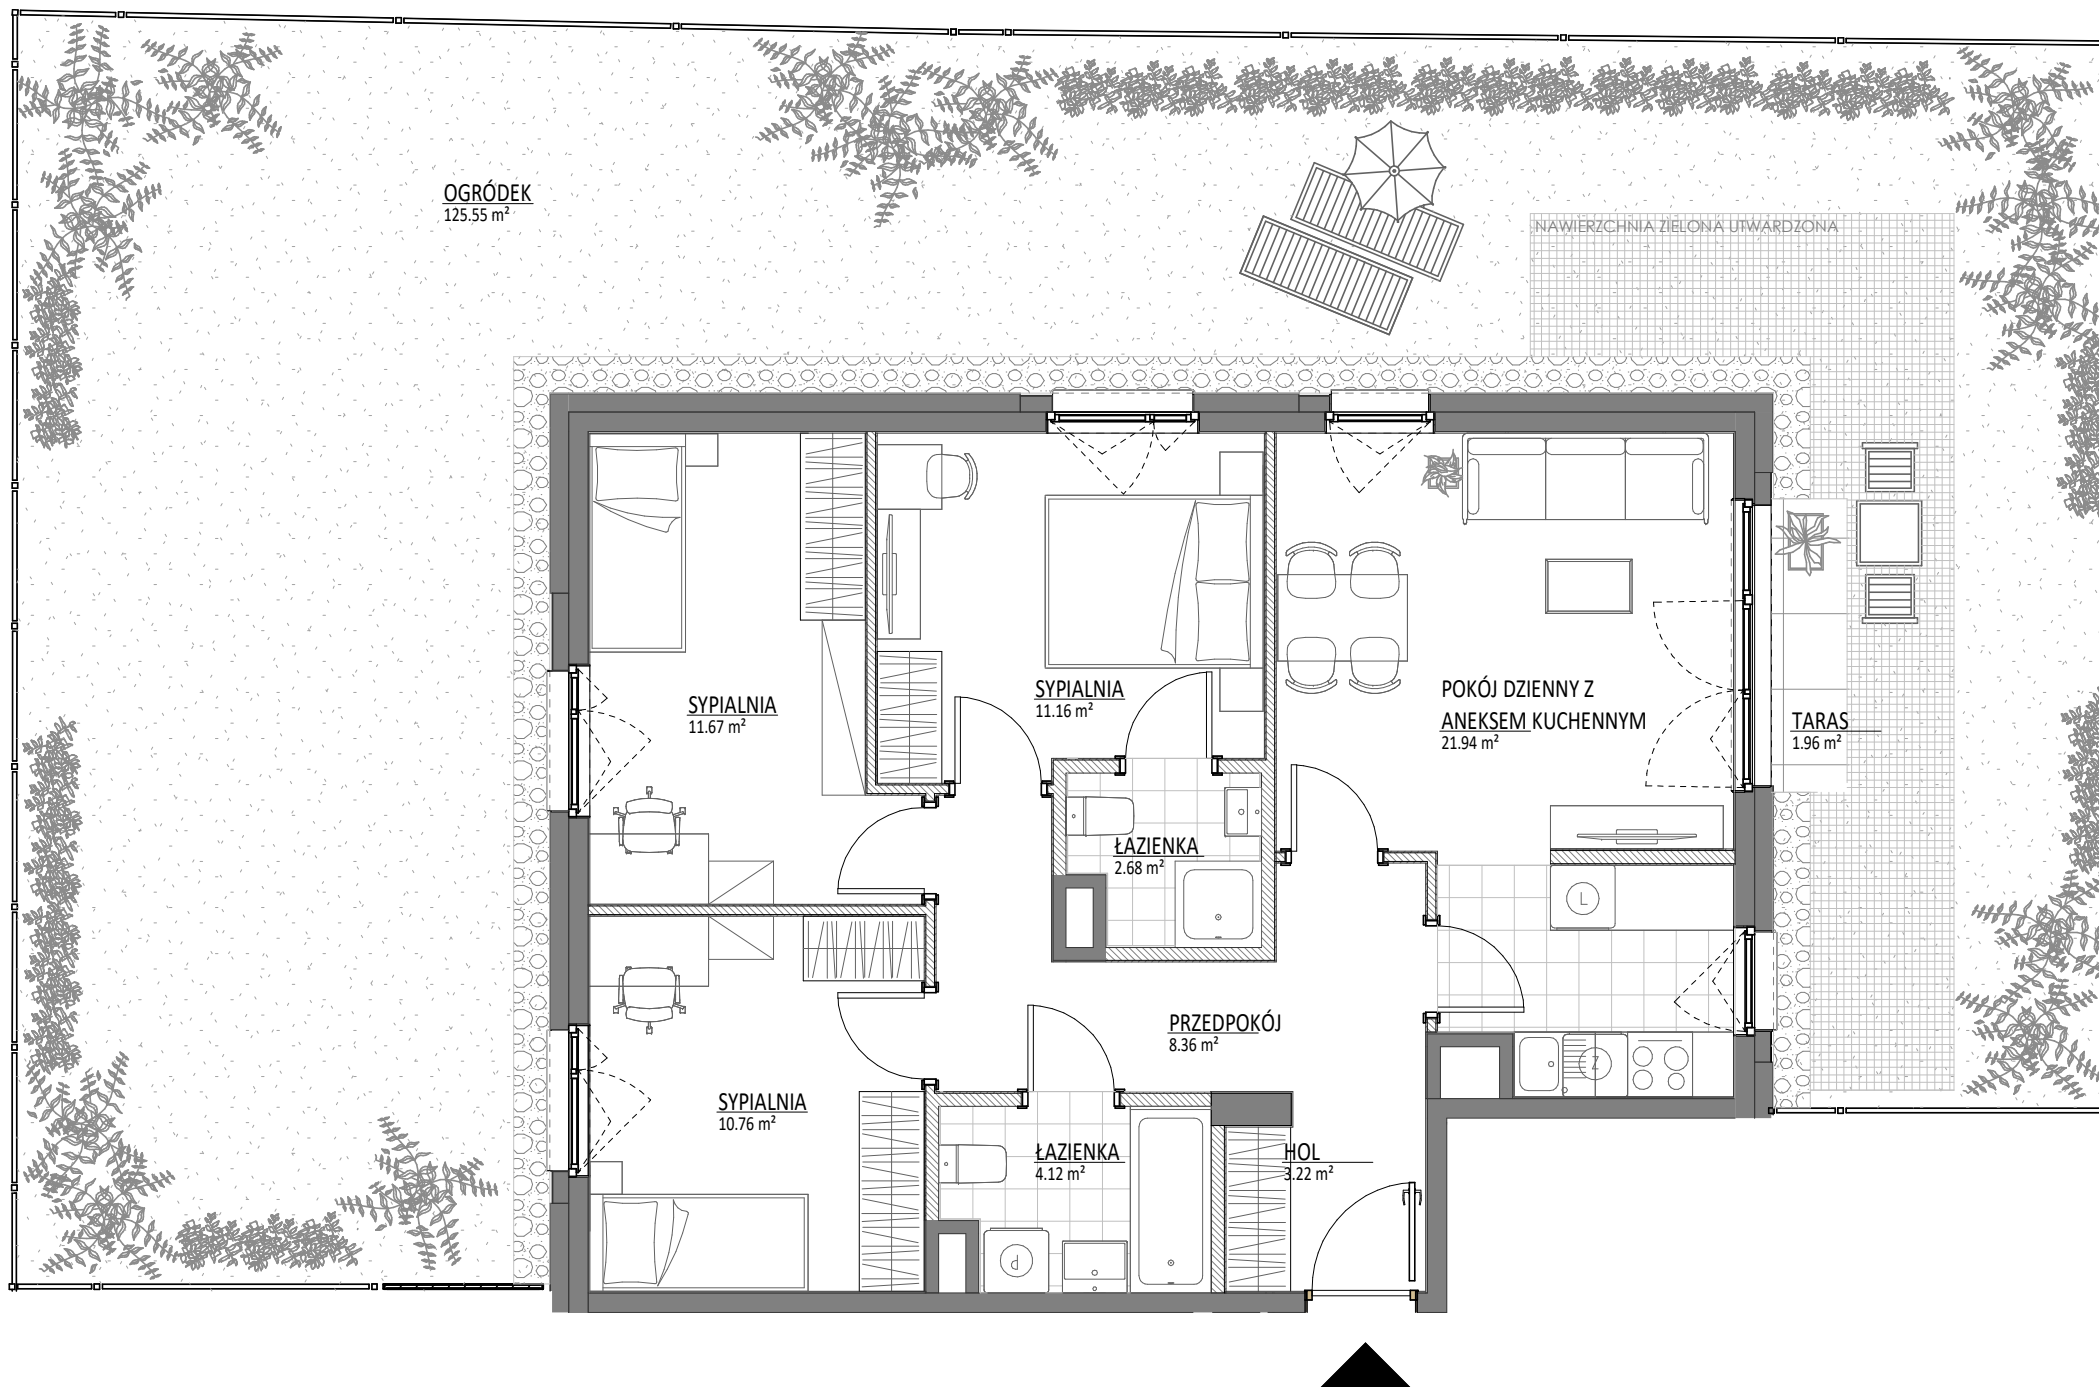 OGRÓDEK
125.55 m²
NAWIERZCHNIA ZIELONA UTWARDZONA
SYPIALNIA
11.67 m²
SYPIALNIA
11.16 m²
POKÓJ DZIENNY Z
ANEKSEM KUCHENNYM
21.94 m²
TARAS
1.96 m²
ŁAZIENKA
2.68 m²
L
PRZEDPOKÓJ
8.36 m²
Z
SYPIALNIA
10.76 m²
ŁAZIENKA
4.12 m²
HOL
3.22 m²
P